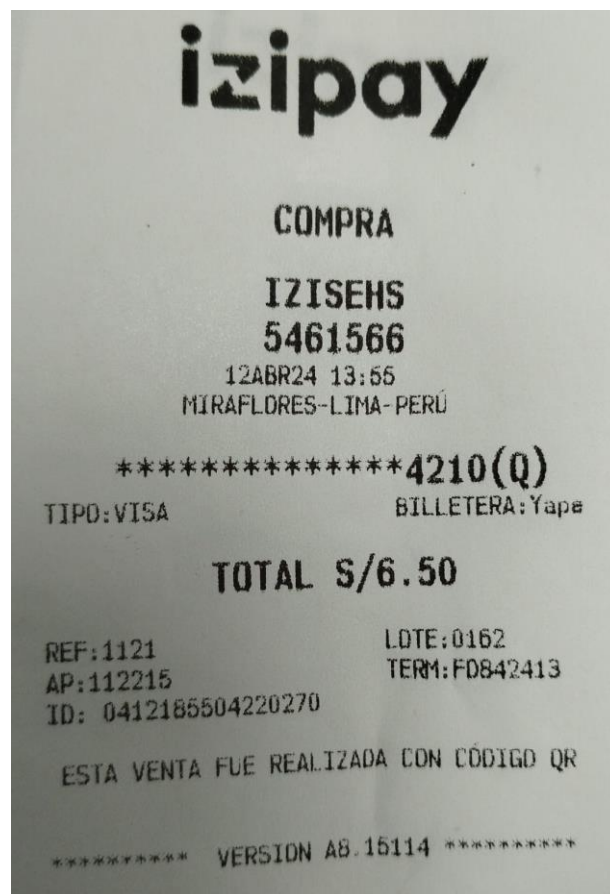 izipay
COMPRA
IZISEHS
5461566
12ABR24 13:55
MIRAFLORES-LIMA-PERÚ
**************4210(Q)
TIPO:VISA BILLETERA:Yape
TOTAL S/6.50
REF:1121 LOTE:0162
AP:112215 TERM:FD842413
ID: 0412185504220270
ESTA VENTA FUE REALIZADA CON CÓDIGO QR
********** VERSION A8.15114 **********